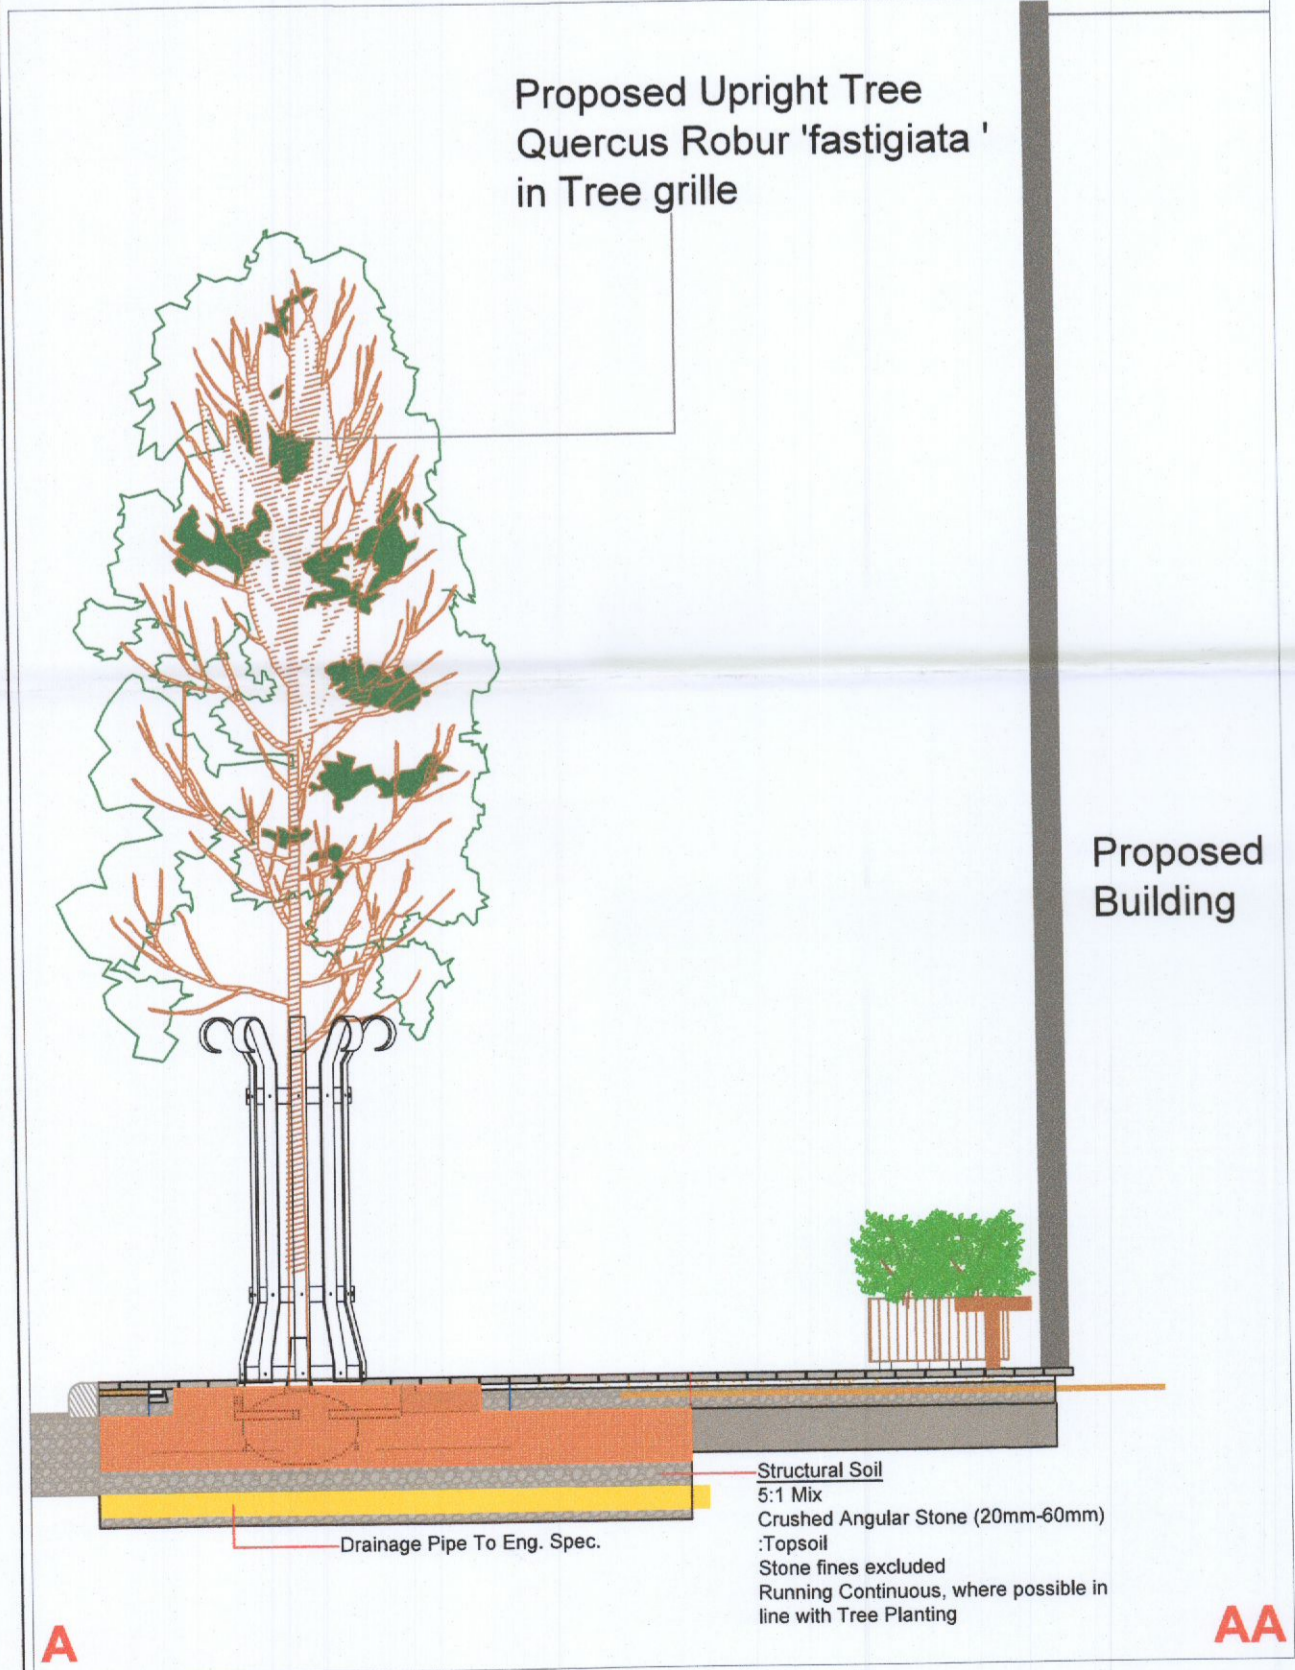 Proposed Upright Tree
Quercus Robur 'fastigiata '
in Tree grille
Proposed
Building
Structural Soil
5:1 Mix
Crushed Angular Stone (20mm-60mm)
:Topsoil
Stone fines excluded
Running Continuous, where possible in
line with Tree Planting
Drainage Pipe To Eng. Spec.
A
AA